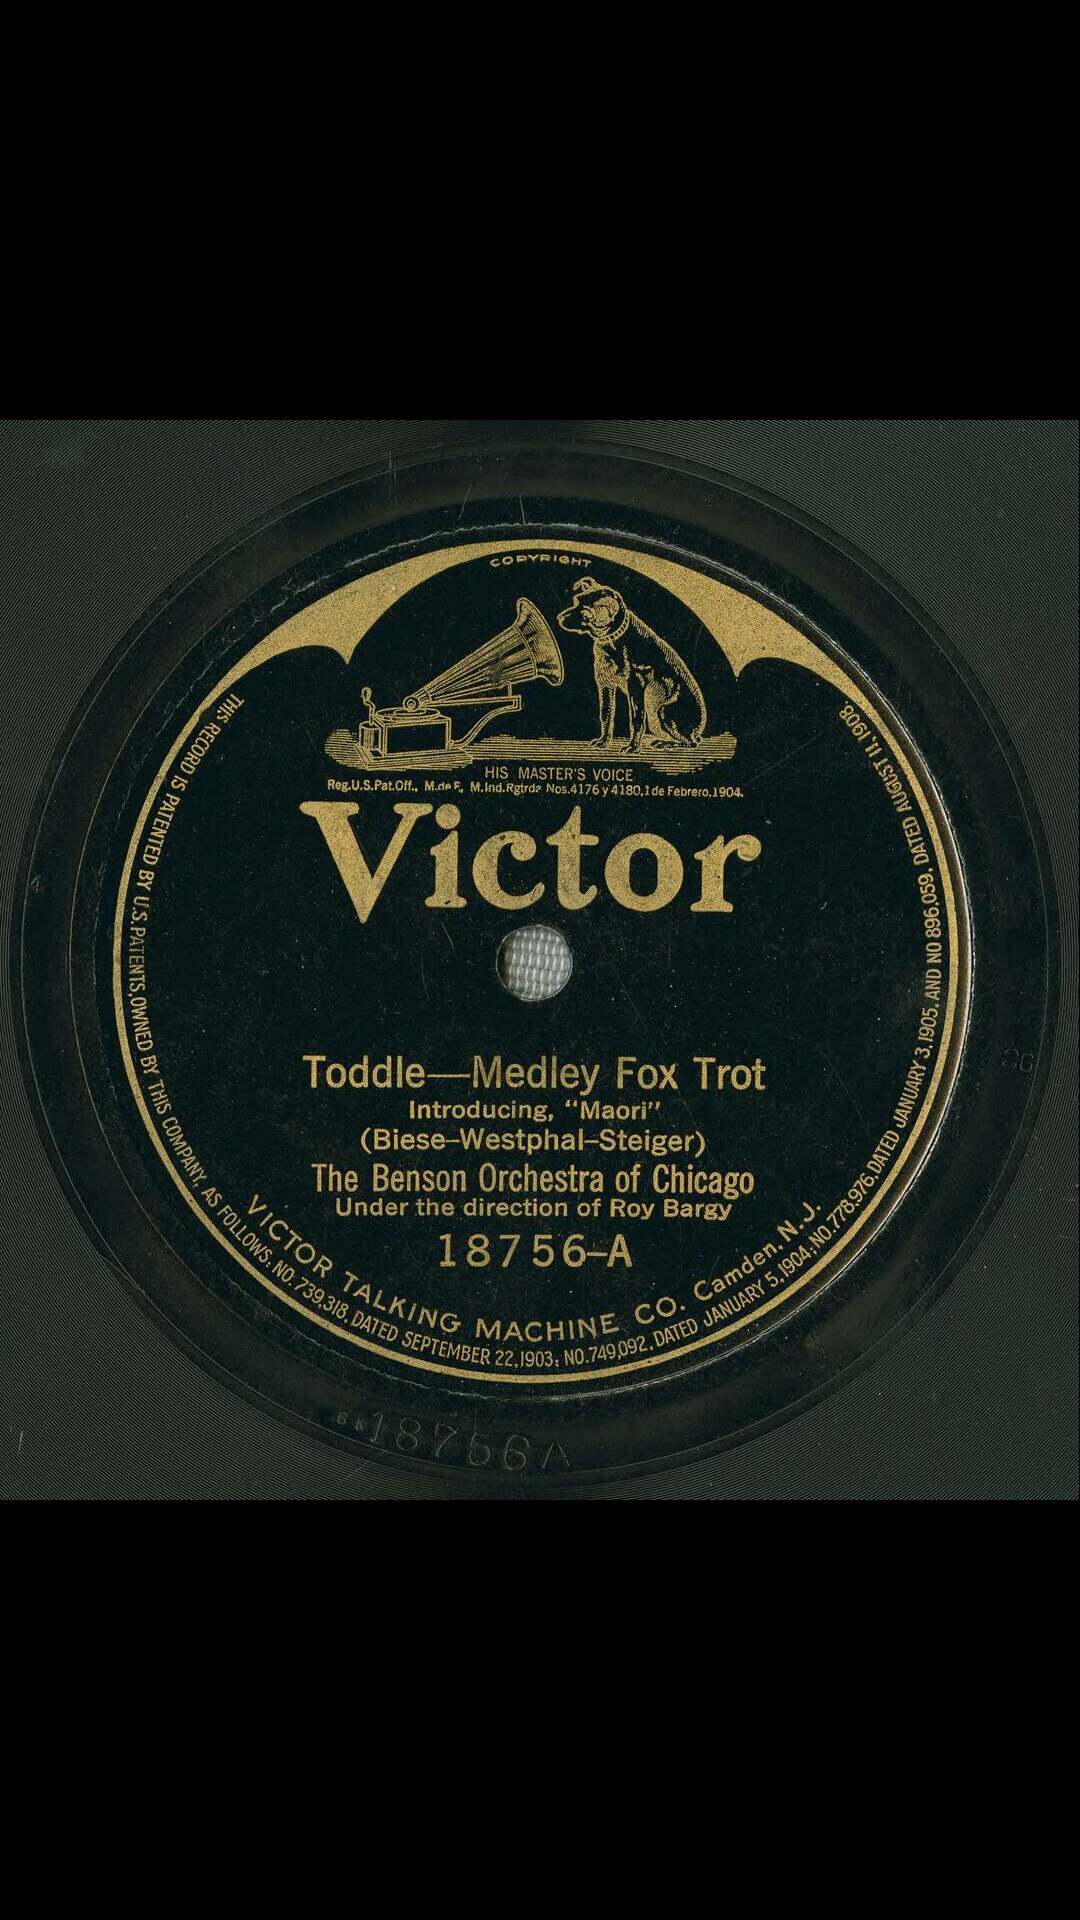 COPYRIGHT
HIS MASTER'S VOICE
Reg.U.S.Pat.Off., M.de F. M.Ind.Rgtrda Nos.4176 y 4180,1 de Febrero,1904.
Victor
Toddle—Medley Fox Trot
Introducing, "Maori"
(Biese–Westphal–Steiger)
The Benson Orchestra of Chicago
Under the direction of Roy Bargy
18756–A
VICTOR TALKING MACHINE CO. Camden, N.J.
THIS RECORD IS PATENTED BY U.S.PATENTS,OWNED BY THIS COMPANY, AS FOLLOWS: NO.739,318, DATED SEPTEMBER 22,1903; NO.749,092, DATED JANUARY 5,1904; NO.778,976, DATED JANUARY 3,1905, AND NO 896,059, DATED AUGUST 11,1908.
18756A